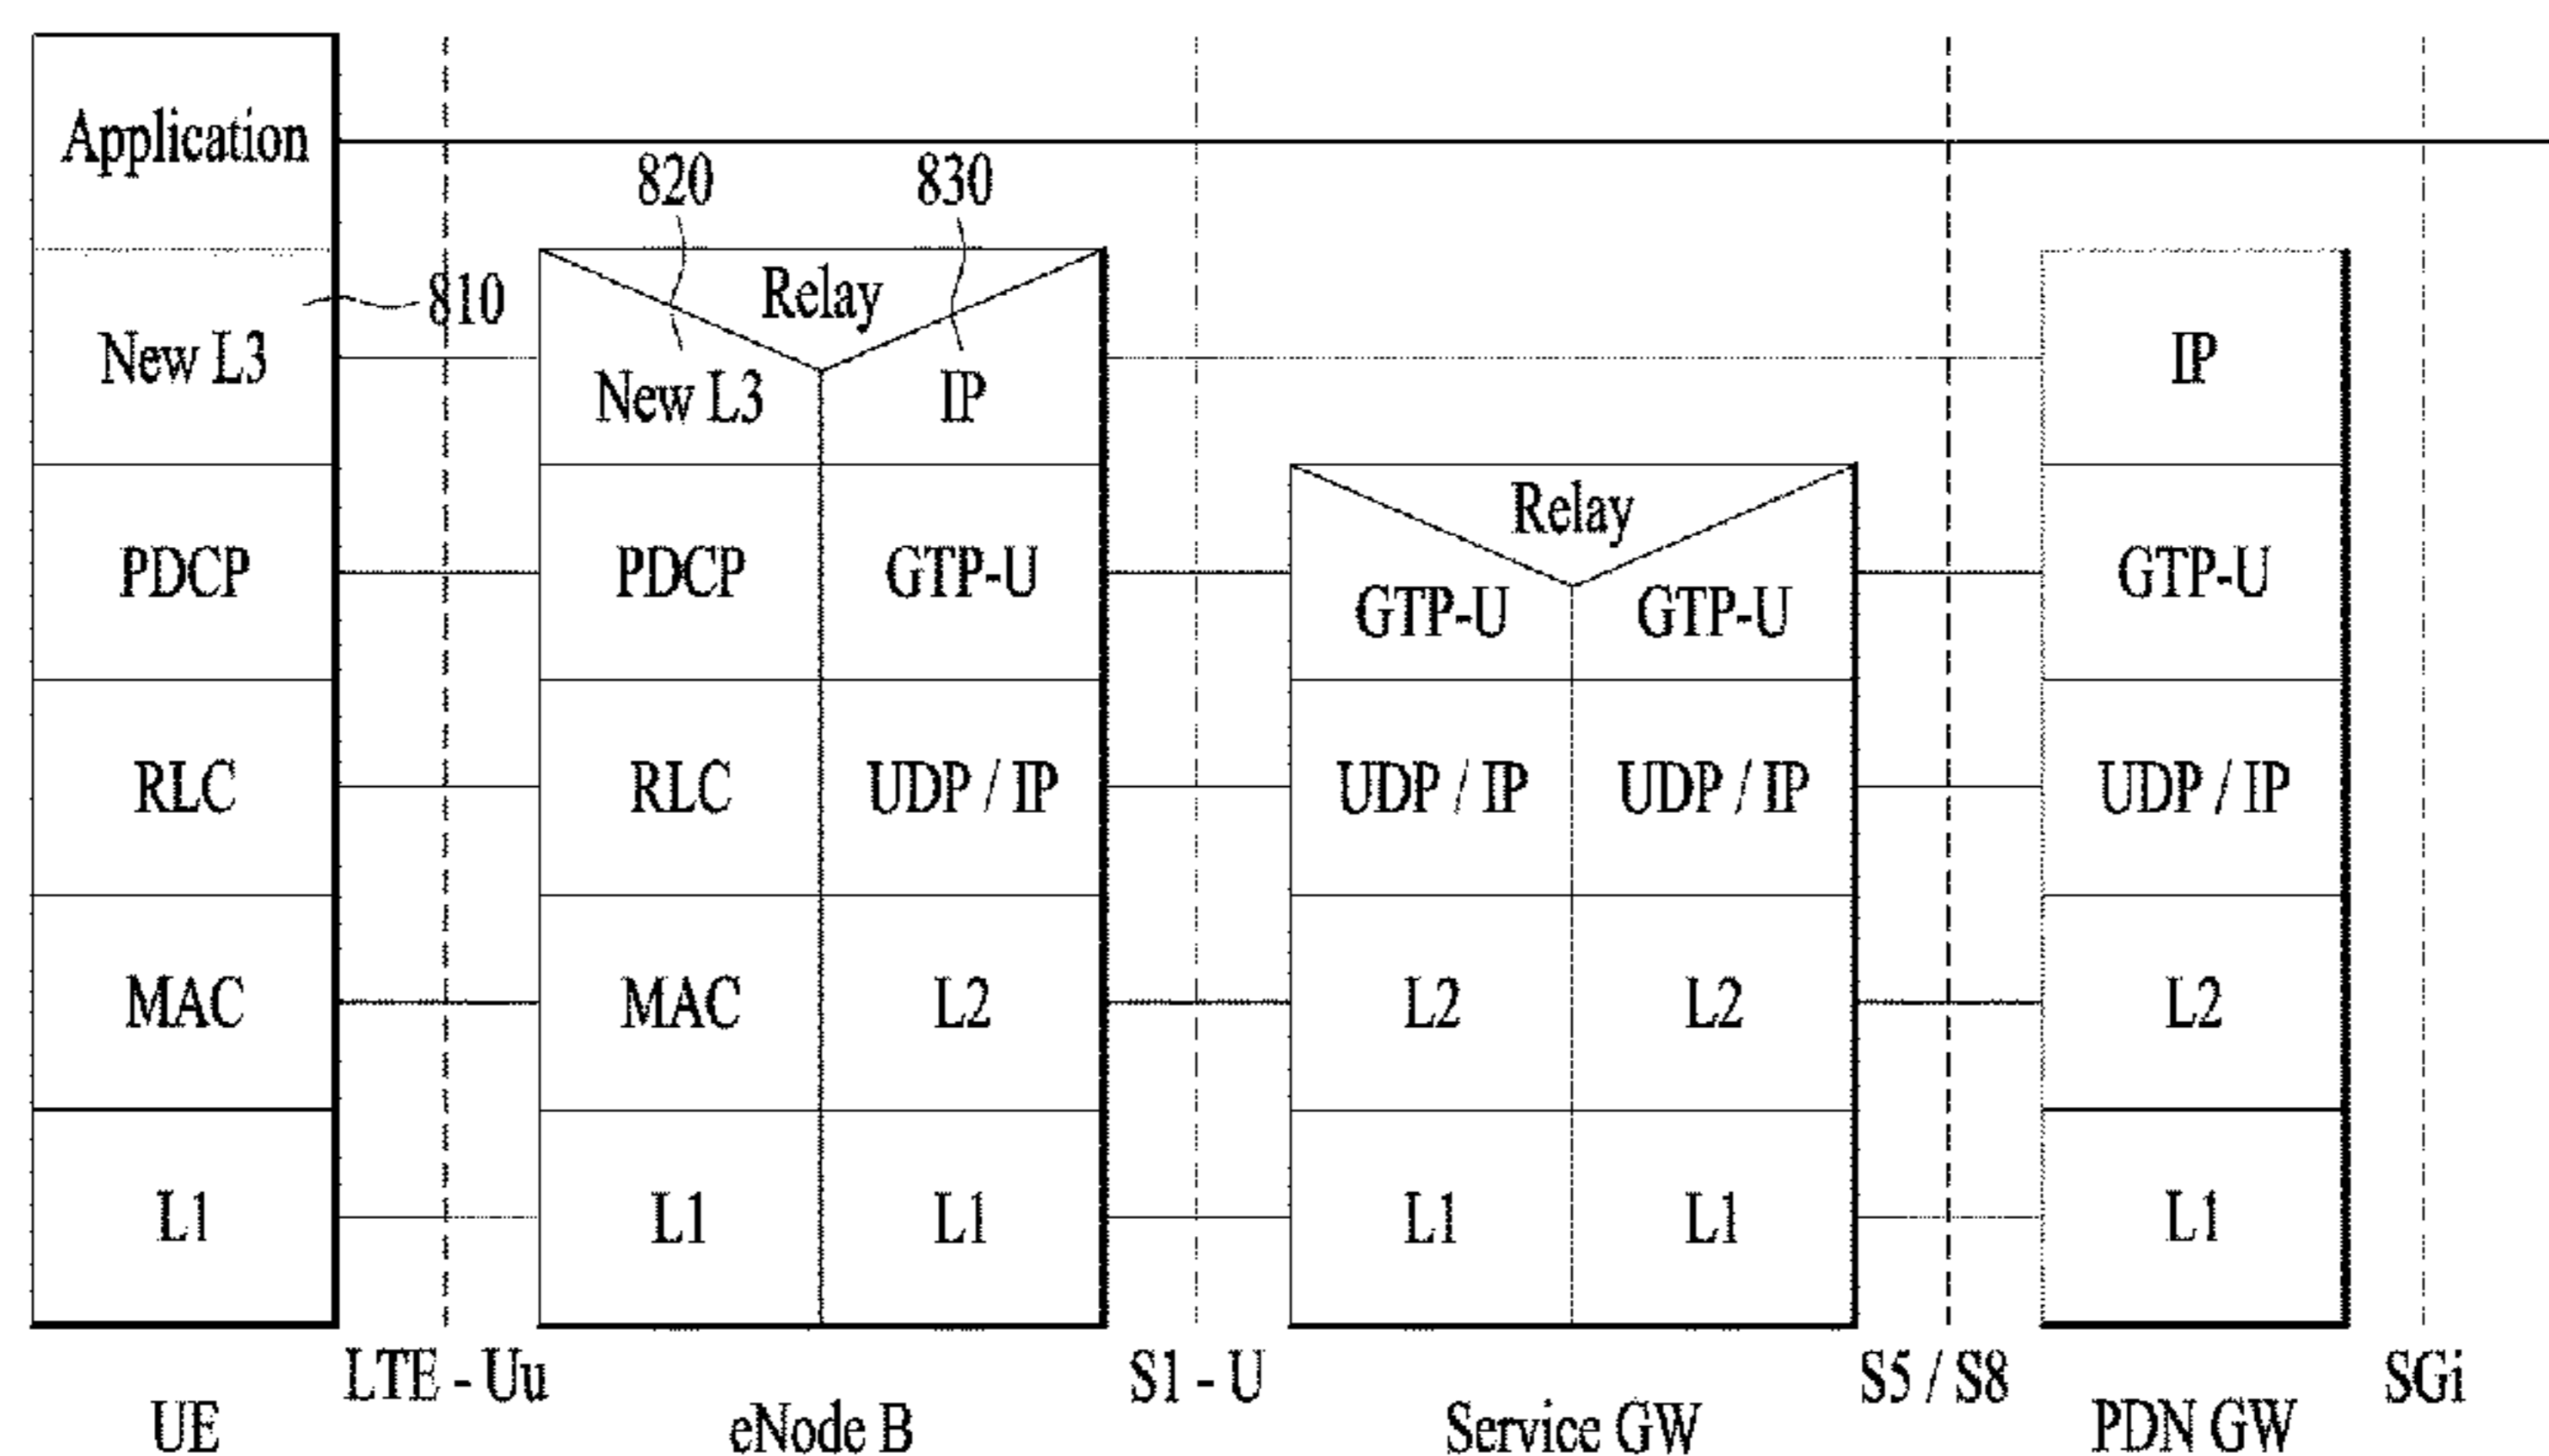 Application
820 830
Relay
810
New L3
New L3 IP
IP
Relay
PDCP PDCP GTP-U GTP-U GTP-U GTP-U
RLC RLC UDP / IP UDP / IP UDP / IP UDP / IP
MAC MAC L2 L2 L2 L2
L1 L1 L1 L1 L1 L1
LTE - Uu S1 - U S5 / S8 SGi
UE eNode B Service GW PDN GW